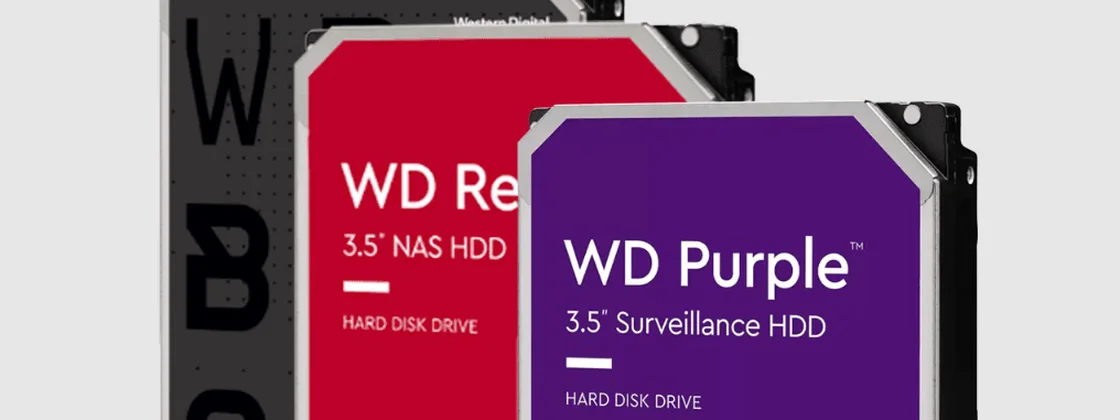 Western Digital
W
B
WD Re
3.5" NAS HDD
HARD DISK DRIVE
WD Purple™
3.5" Surveillance HDD
HARD DISK DRIVE